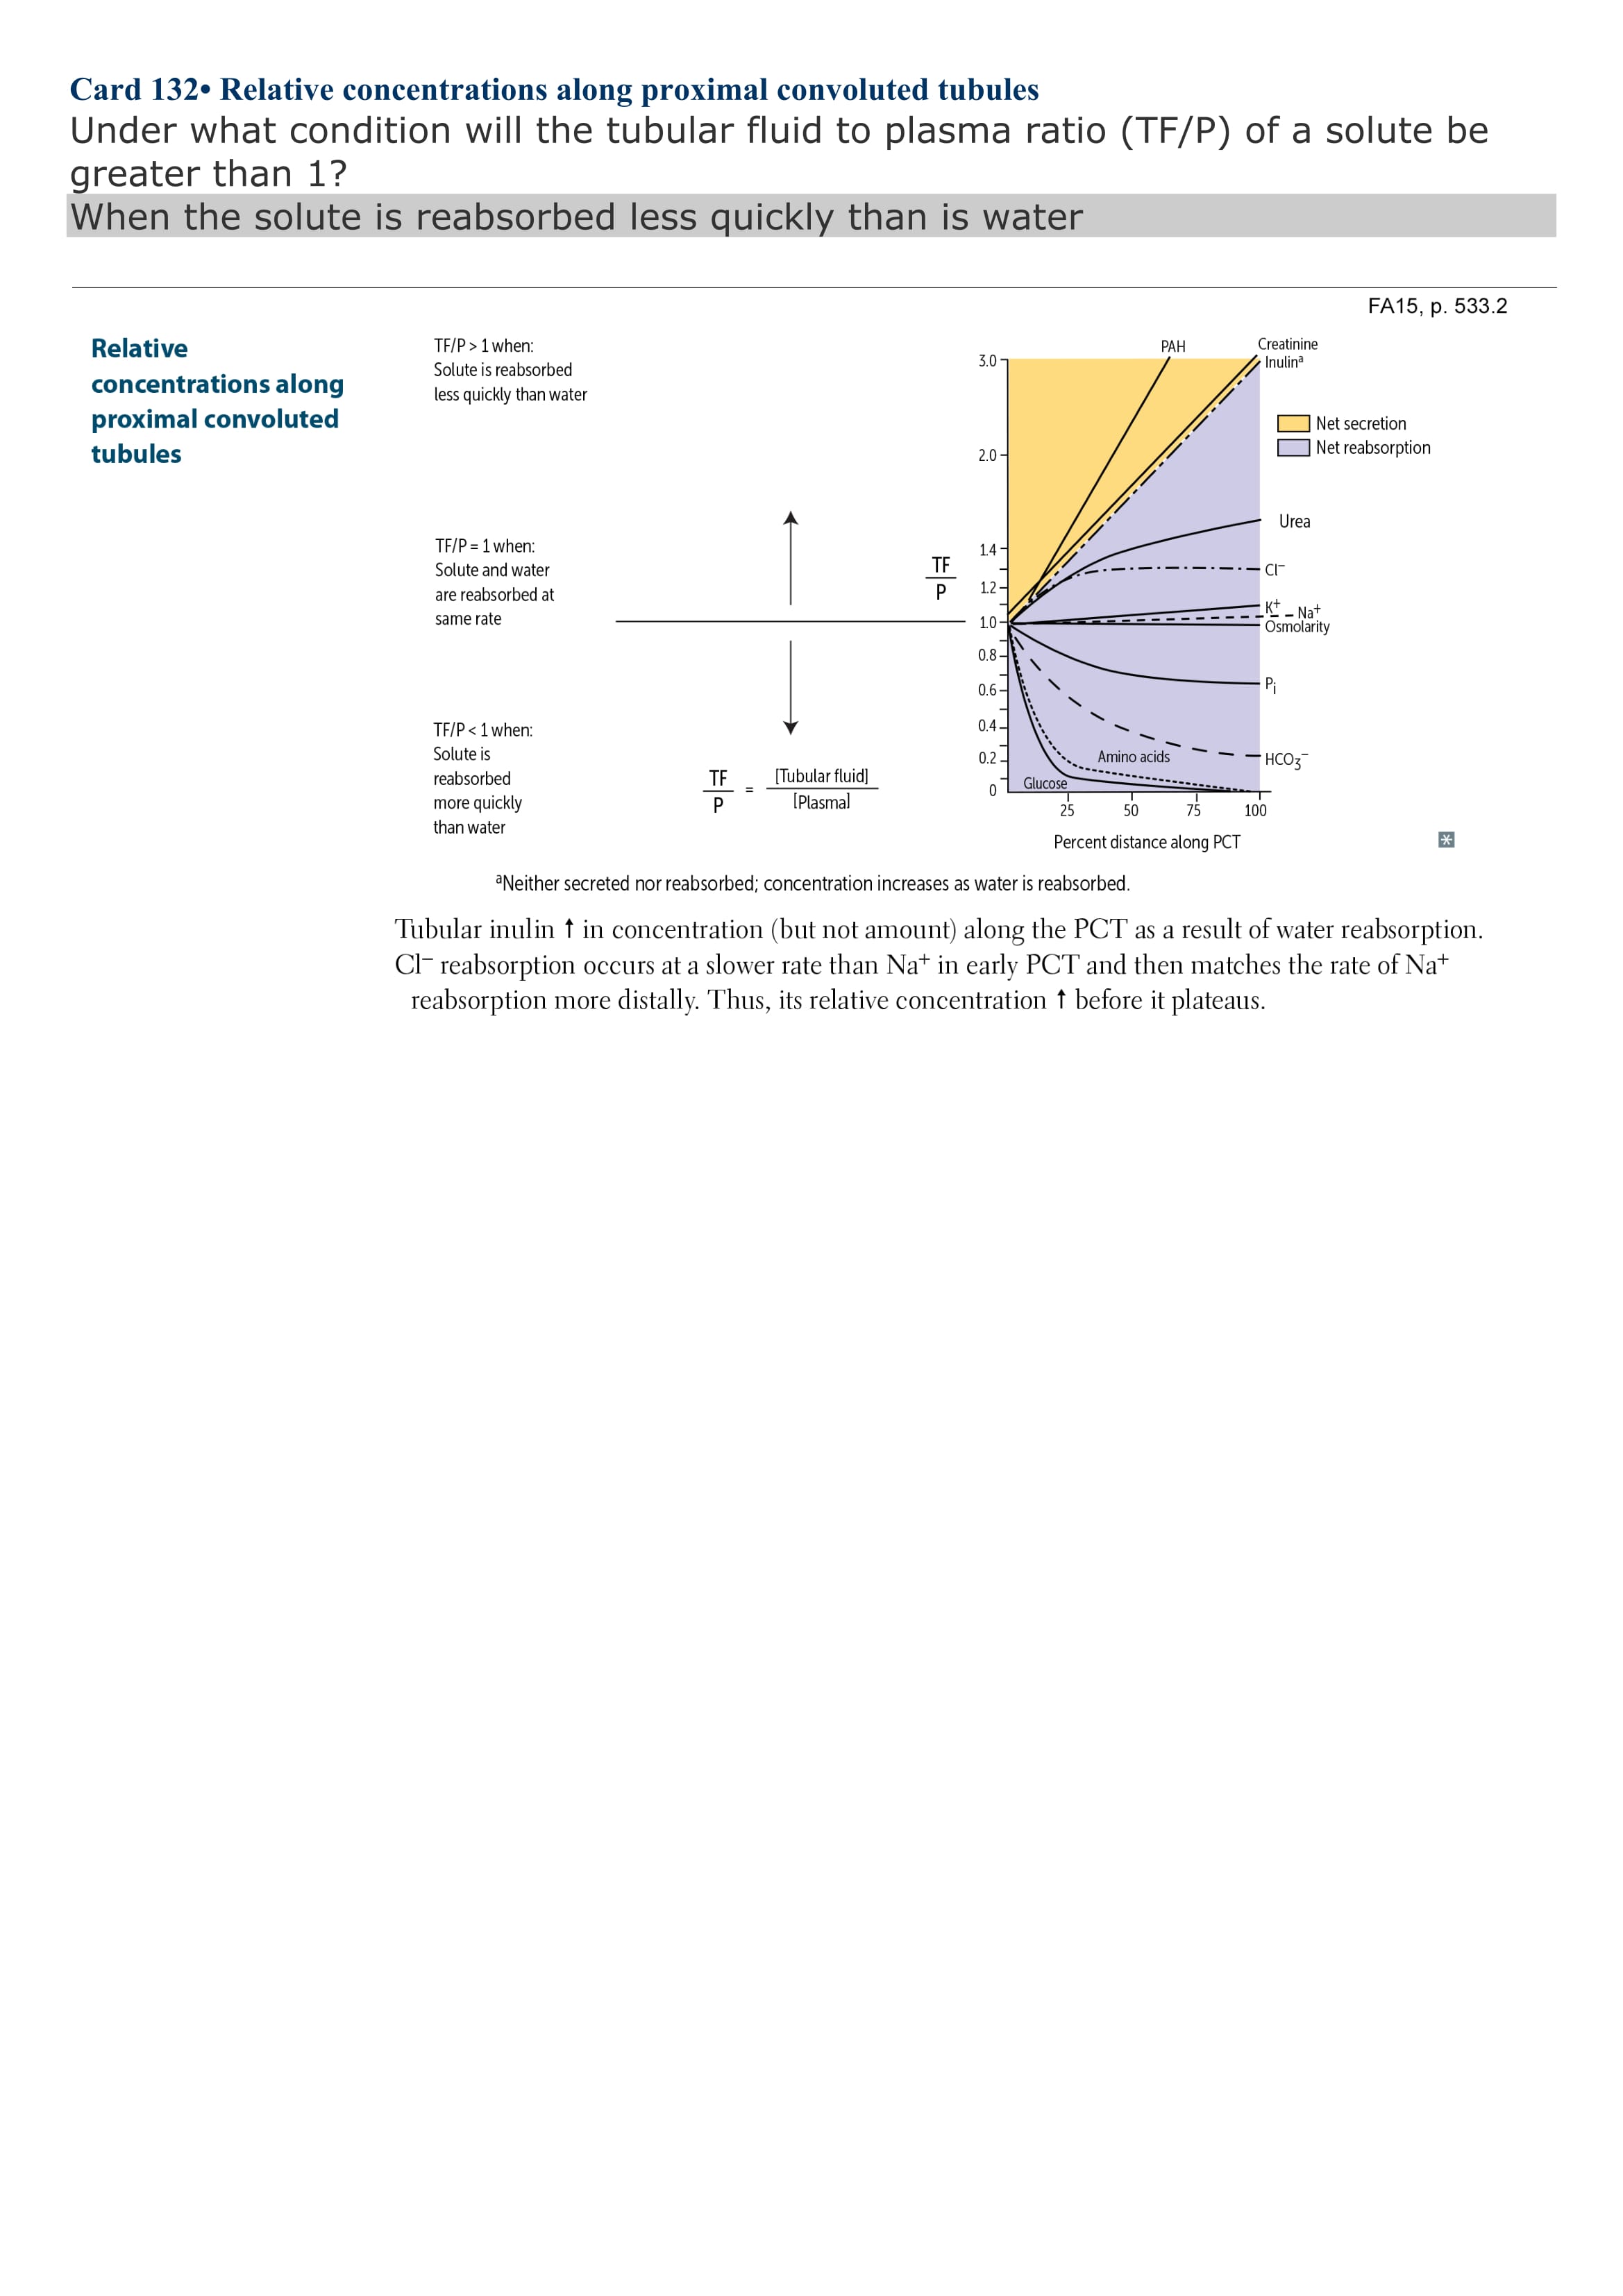 Card 132• Relative concentrations along proximal convoluted tubules
Under what condition will the tubular fluid to plasma ratio (TF/P) of a solute be
greater than 1?
When the solute is reabsorbed less quickly than is water
FA15, p. 533.2
Relative
concentrations along
proximal convoluted
tubules
TF/P > 1 when:
Solute is reabsorbed
less quickly than water
TF/P = 1 when:
Solute and water
are reabsorbed at
same rate
TF/P < 1 when:
Solute is
reabsorbed
more quickly
than water
TF
P
=
[Tubular fluid]
[Plasma]
TF
P
3.0
2.0
1.4
1.2
1.0
0.8
0.6
0.4
0.2
0
PAH
Creatinine
Inulinᵃ
Net secretion
Net reabsorption
Urea
Cl⁻
K⁺
Na⁺
Osmolarity
Pᵢ
HCO₃⁻
Amino acids
Glucose
25 50 75 100
Percent distance along PCT
*
ᵃNeither secreted nor reabsorbed; concentration increases as water is reabsorbed.
Tubular inulin ↑ in concentration (but not amount) along the PCT as a result of water reabsorption.
Cl⁻ reabsorption occurs at a slower rate than Na⁺ in early PCT and then matches the rate of Na⁺
reabsorption more distally. Thus, its relative concentration ↑ before it plateaus.